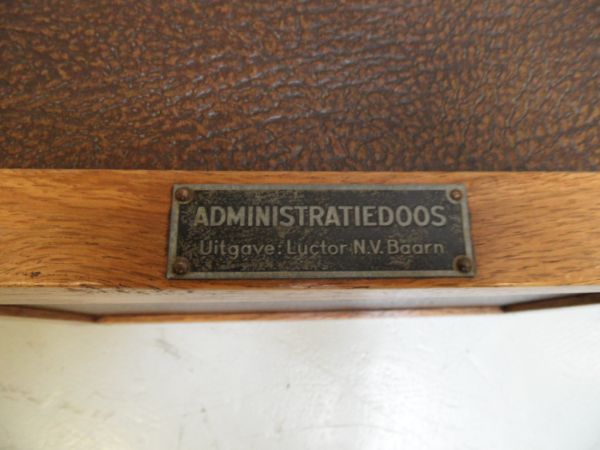 ADMINISTRATIEDOOS
Uitgave: Luctor N.V. Baarn